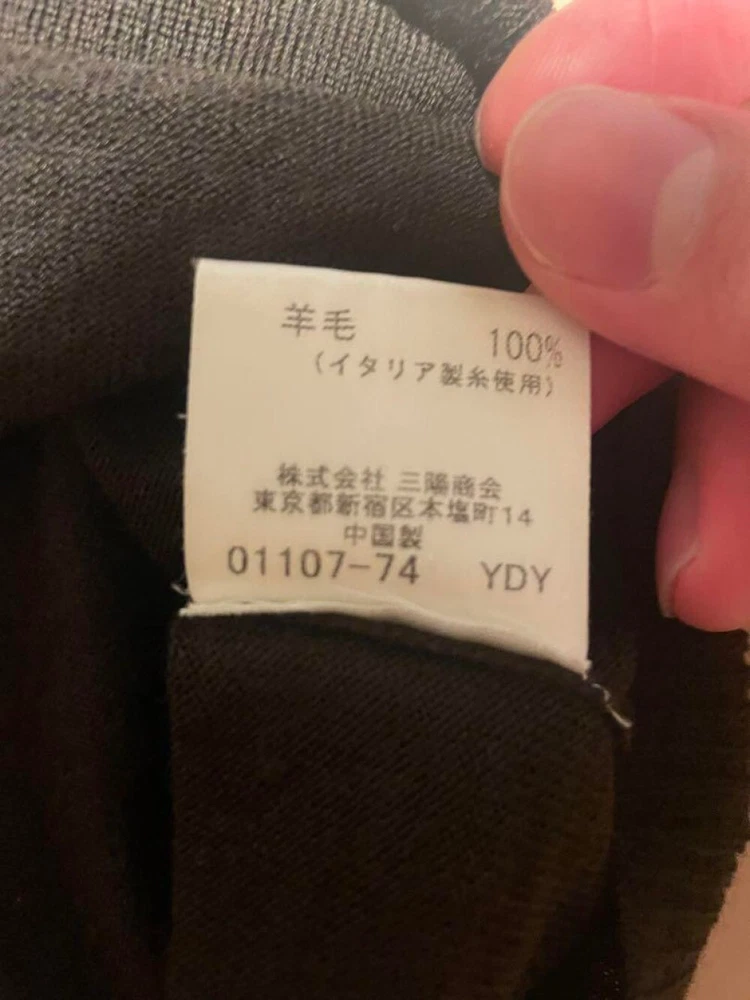 羊毛 100%
(イタリア製糸使用)
株式会社 三陽商会
東京都新宿区本塩町14
中国製
01107-74 YDY